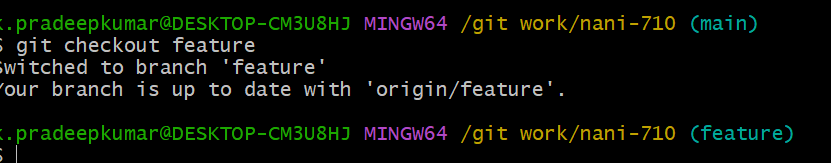 k.pradeepkumar@DESKTOP-CM3U8HJ MINGW64 /git work/nani-710 (main)
$ git checkout feature
Switched to branch 'feature'
Your branch is up to date with 'origin/feature'.
k.pradeepkumar@DESKTOP-CM3U8HJ MINGW64 /git work/nani-710 (feature)
$